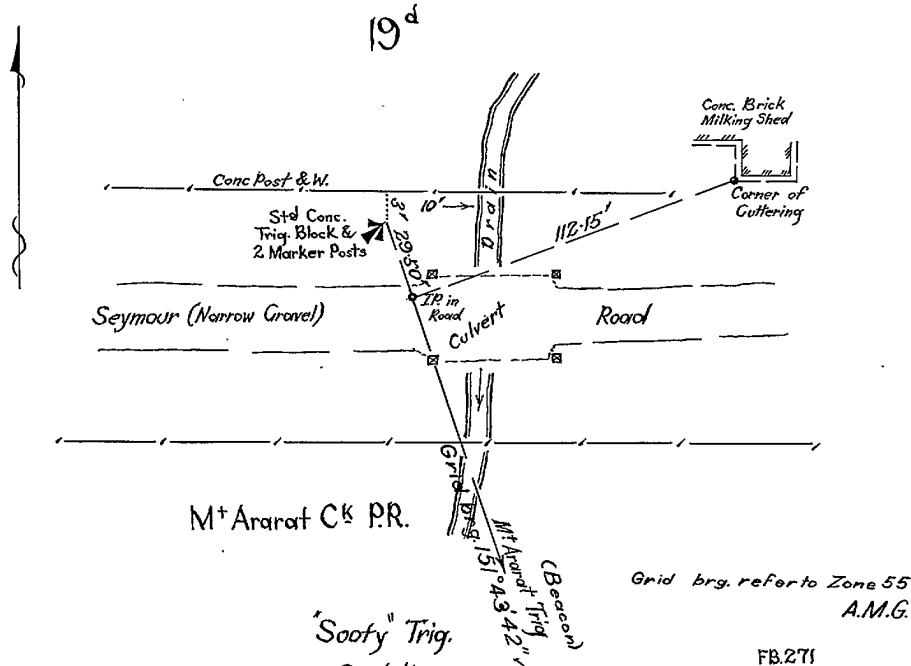 19d
Conc. Brick
Milking Shed
Conc Post & W.
Corner of
Guttering
Std Conc.
Trig. Block &
2 Marker Posts
3'
10'
Drain
112·15'
29·50'
I.P. in
Road
Seymour (Narrow Gravel)
Culvert
Road
Mt Ararat Ck P.R.
Grid brg. 151°43'42"
Mt Ararat Trig
(Beacon)
Grid brg. refer to Zone 55
A.M.G.
"Sooty" Trig.
FB.271